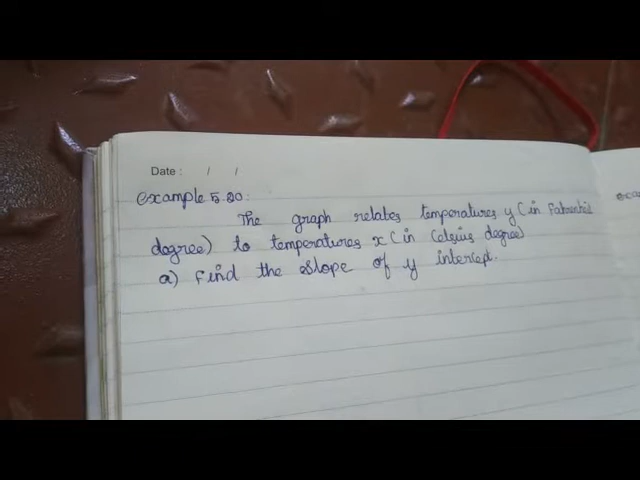 Date : / /
Example 5.20:
The graph relates temperatures y (in Fahrenheit
degree) to temperatures x (in Celsius degree)
a) Find the slope of y intercept.